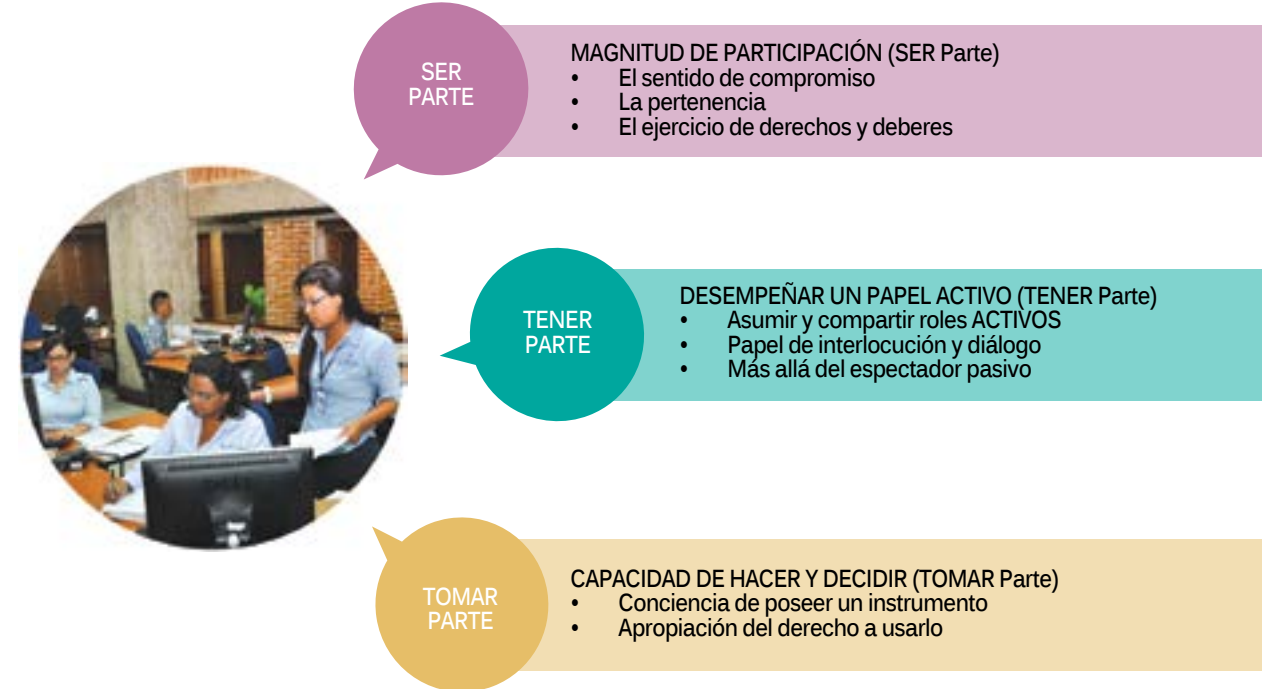 SER
PARTE
MAGNITUD DE PARTICIPACIÓN (SER Parte)
• El sentido de compromiso
• La pertenencia
• El ejercicio de derechos y deberes
TENER
PARTE
DESEMPEÑAR UN PAPEL ACTIVO (TENER Parte)
• Asumir y compartir roles ACTIVOS
• Papel de interlocución y diálogo
• Más allá del espectador pasivo
TOMAR
PARTE
CAPACIDAD DE HACER Y DECIDIR (TOMAR Parte)
• Conciencia de poseer un instrumento
• Apropiación del derecho a usarlo